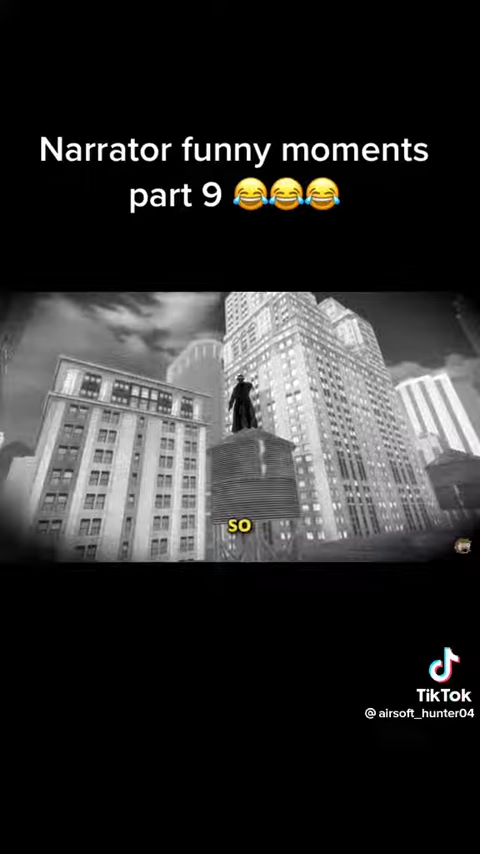 Narrator funny moments
part 9 😂😂😂
SO
TikTok
@airsoft_hunter04